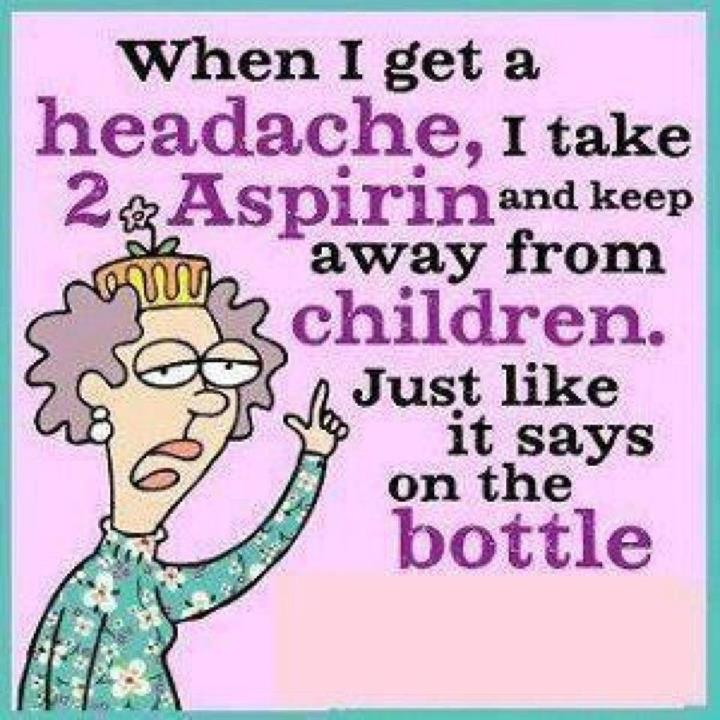 When I get a
headache, I take
2 Aspirin and keep
away from
children.
Just like
it says
on the
bottle